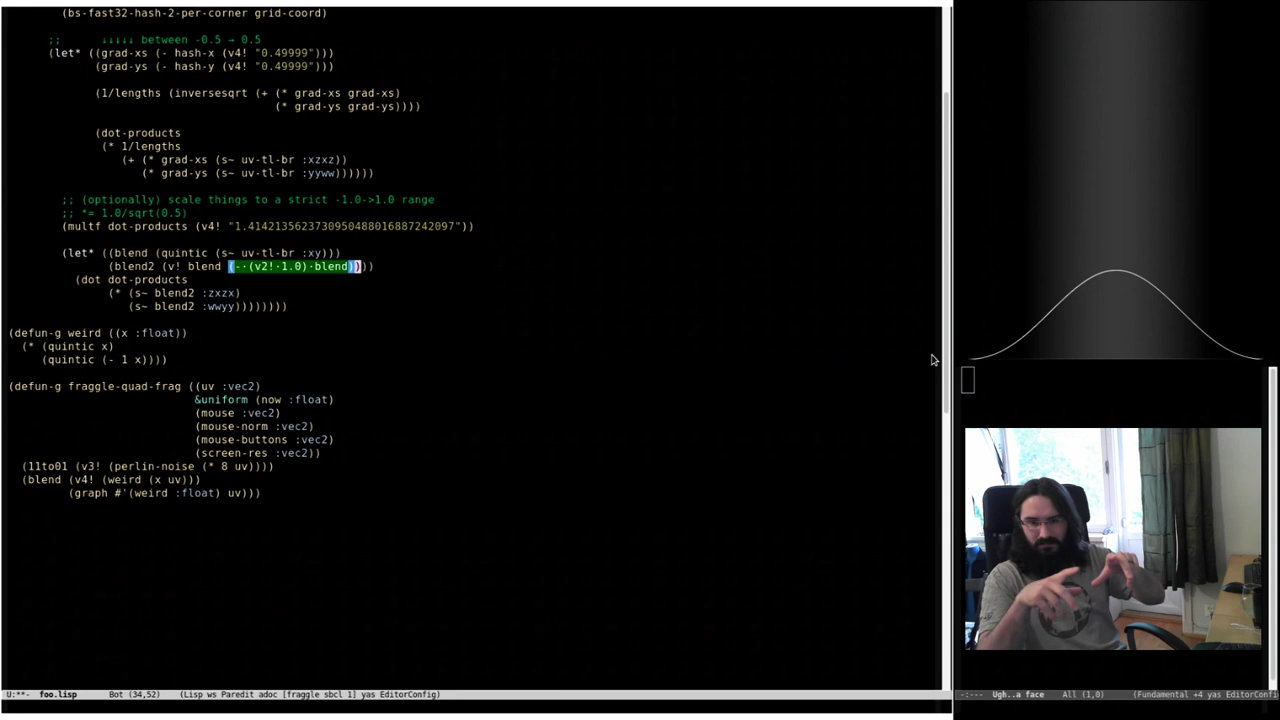 (bs-fast32-hash-2-per-corner grid-coord)
;;      ↓↓↓↓↓ between -0.5 → 0.5
(let* ((grad-xs (- hash-x (v4! "0.49999")))
(grad-ys (- hash-y (v4! "0.49999")))
(1/lengths (inversesqrt (+ (* grad-xs grad-xs)
(* grad-ys grad-ys))))
(dot-products
(* 1/lengths
(+ (* grad-xs (s~ uv-tl-br :xzxz))
(* grad-ys (s~ uv-tl-br :yyww))))))
;; (optionally) scale things to a strict -1.0->1.0 range
;; *= 1.0/sqrt(0.5)
(multf dot-products (v4! "1.4142135623730950488016887242097"))
(let* ((blend (quintic (s~ uv-tl-br :xy)))
(blend2 (v! blend (-·(v2!·1.0)·blend))))
(dot dot-products
(* (s~ blend2 :zxzx)
(s~ blend2 :wwyy))))))))
(defun-g weird ((x :float))
(* (quintic x)
(quintic (- 1 x))))
(defun-g fraggle-quad-frag ((uv :vec2)
&uniform (now :float)
(mouse :vec2)
(mouse-norm :vec2)
(mouse-buttons :vec2)
(screen-res :vec2))
(11to01 (v3! (perlin-noise (* 8 uv))))
(blend (v4! (weird (x uv)))
(graph #'(weird :float) uv)))
U:**-  foo.lisp      Bot (34,52)    (Lisp ws Paredit adoc [fraggle sbcl 1] yas EditorConfig)
-:---  Ugh..a face    All (1,0)     (Fundamental +4 yas EditorConfi